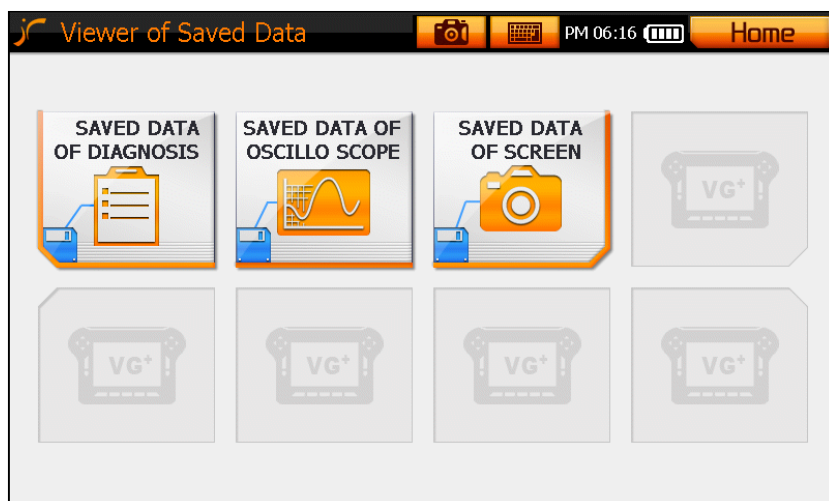 Viewer of Saved Data
PM 06:16
Home
SAVED DATA
OF DIAGNOSIS
SAVED DATA OF
OSCILLO SCOPE
SAVED DATA
OF SCREEN
VG+
VG+
VG+
VG+
VG+